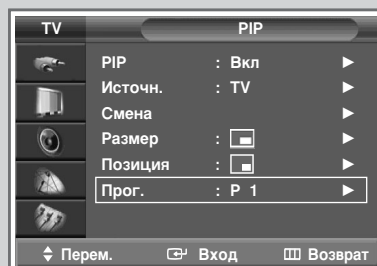 TV PIP
PIP : Вкл
Источн. : TV
Смена
Размер :
Позиция :
Прог. : P 1
Перем. Вход Возврат